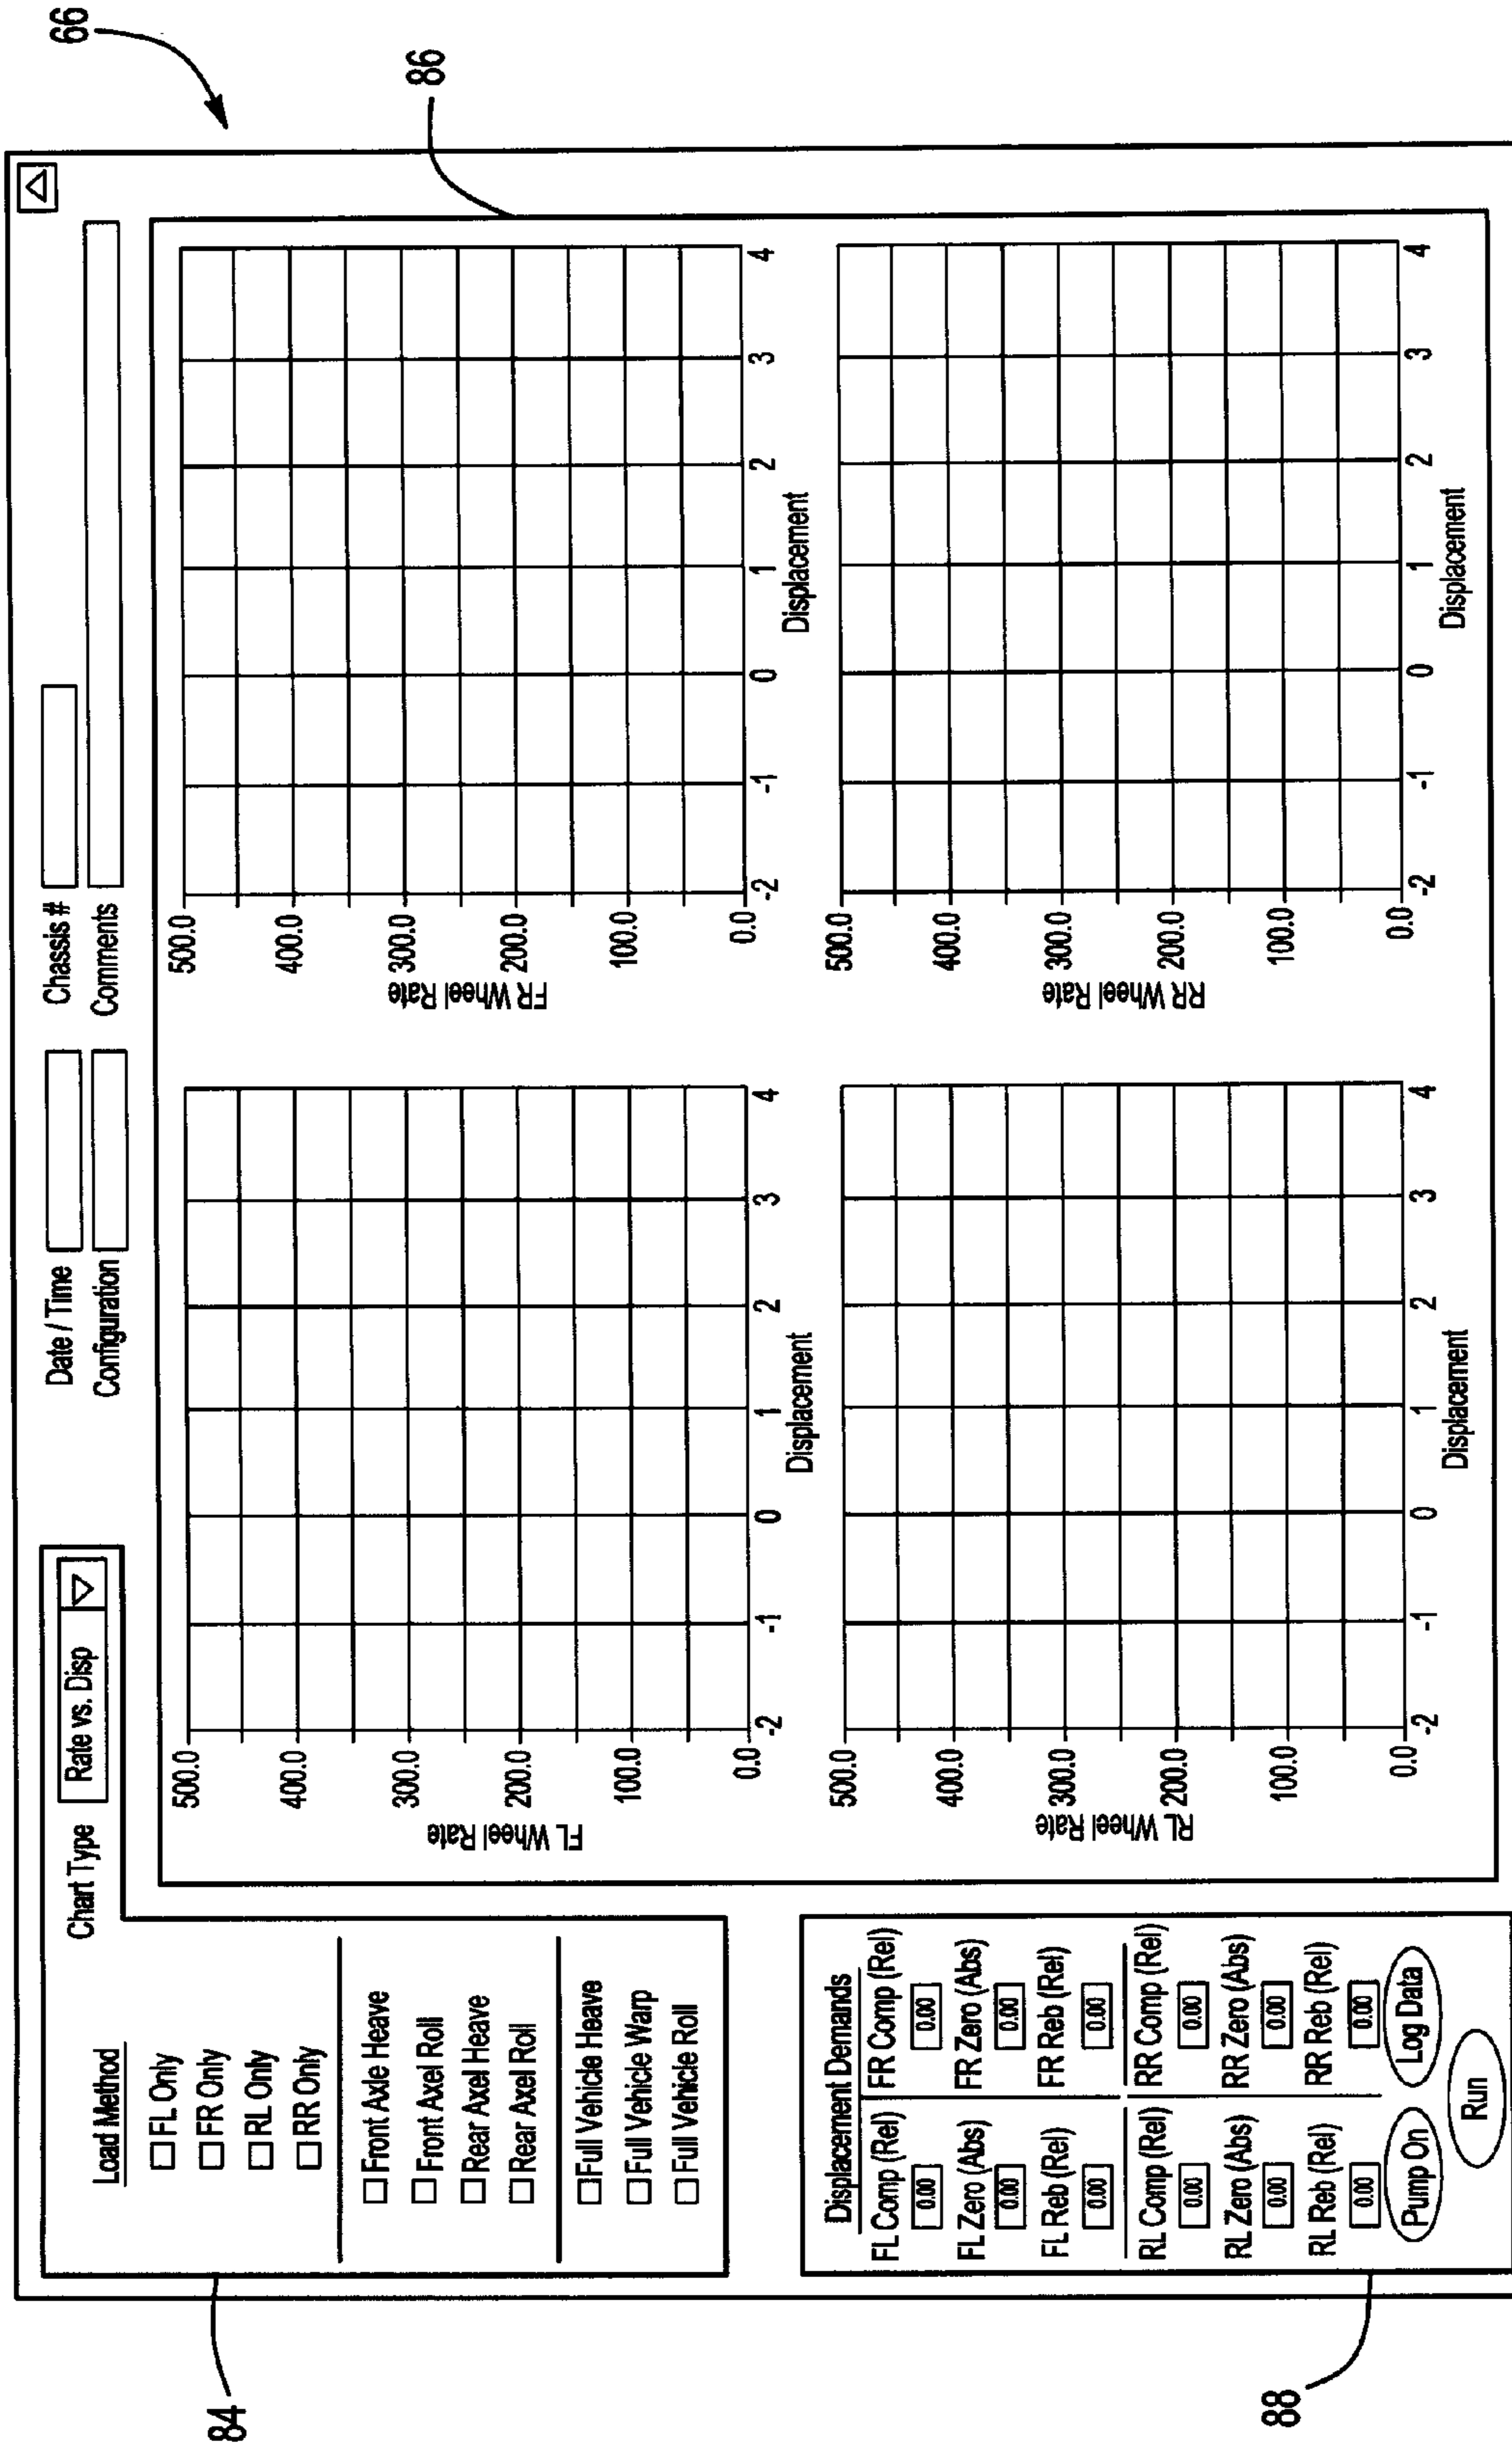 66
86
84
88
Chart Type
Rate vs. Disp
Date / Time
Chassis #
Configuration
Comments
Load Method
FL Only
FR Only
RL Only
RR Only
Front Axle Heave
Front Axel Roll
Rear Axel Heave
Rear Axel Roll
Full Vehicle Heave
Full Vehicle Warp
Full Vehicle Roll
FL Wheel Rate
500.0
400.0
300.0
200.0
100.0
0.0
-2 -1 0 1 2 3 4
Displacement
FR Wheel Rate
500.0
400.0
300.0
200.0
100.0
0.0
-2 -1 0 1 2 3 4
Displacement
Displacement Demands
FL Comp (Rel) FR Comp (Rel)
0.00 0.00
FL Zero (Abs) FR Zero (Abs)
0.00 0.00
FL Reb (Rel) FR Reb (Rel)
0.00 0.00
RL Comp (Rel) RR Comp (Rel)
0.00 0.00
RL Zero (Abs) RR Zero (Abs)
0.00 0.00
RL Reb (Rel) RR Reb (Rel)
0.00 0.00
Pump On Log Data
Run
RL Wheel Rate
500.0
400.0
300.0
200.0
100.0
0.0
-2 -1 0 1 2 3 4
Displacement
RR Wheel Rate
500.0
400.0
300.0
200.0
100.0
0.0
-2 -1 0 1 2 3 4
Displacement